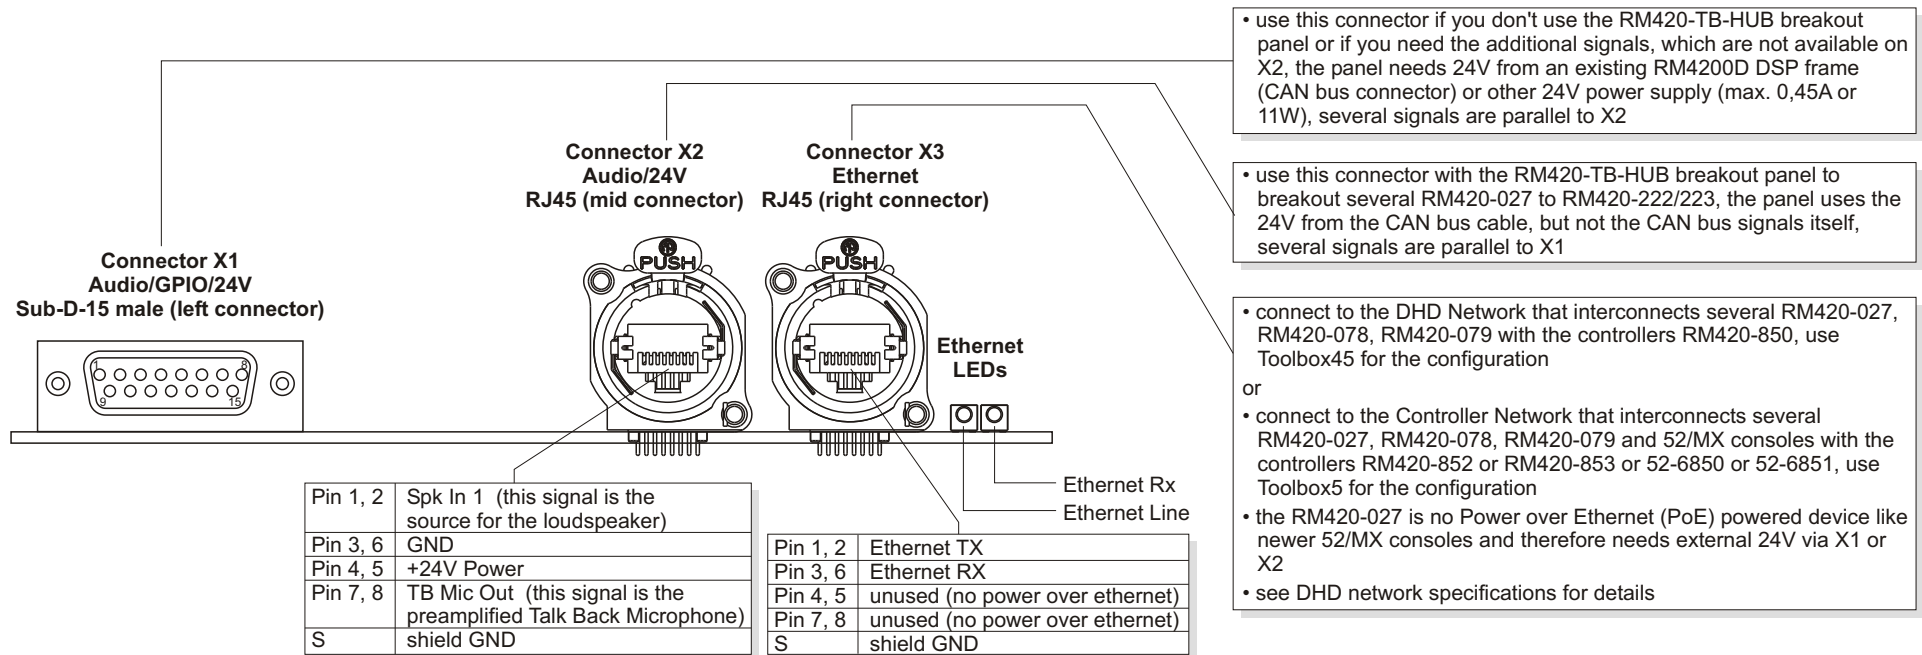 • use this connector if you don't use the RM420-TB-HUB breakout
panel or if you need the additional signals, which are not available on
X2, the panel needs 24V from an existing RM4200D DSP frame
(CAN bus connector) or other 24V power supply (max. 0,45A or
11W), several signals are parallel to X2
• use this connector with the RM420-TB-HUB breakout panel to
breakout several RM420-027 to RM420-222/223, the panel uses the
24V from the CAN bus cable, but not the CAN bus signals itself,
several signals are parallel to X1
• connect to the DHD Network that interconnects several RM420-027,
RM420-078, RM420-079 with the controllers RM420-850, use
Toolbox45 for the configuration
or
• connect to the Controller Network that interconnects several
RM420-027, RM420-078, RM420-079 and 52/MX consoles with the
controllers RM420-852 or RM420-853 or 52-6850 or 52-6851, use
Toolbox5 for the configuration
• the RM420-027 is no Power over Ethernet (PoE) powered device like
newer 52/MX consoles and therefore needs external 24V via X1 or
X2
• see DHD network specifications for details
Connector X1
Audio/GPIO/24V
Sub-D-15 male (left connector)
1
8
9
15
Connector X2
Audio/24V
RJ45 (mid connector)
PUSH
Connector X3
Ethernet
RJ45 (right connector)
PUSH
Ethernet
LEDs
Ethernet Rx
Ethernet Line
Pin 1, 2 Spk In 1 (this signal is the
source for the loudspeaker)
Pin 3, 6 GND
Pin 4, 5 +24V Power
Pin 7, 8 TB Mic Out (this signal is the
preamplified Talk Back Microphone)
S shield GND
Pin 1, 2 Ethernet TX
Pin 3, 6 Ethernet RX
Pin 4, 5 unused (no power over ethernet)
Pin 7, 8 unused (no power over ethernet)
S shield GND